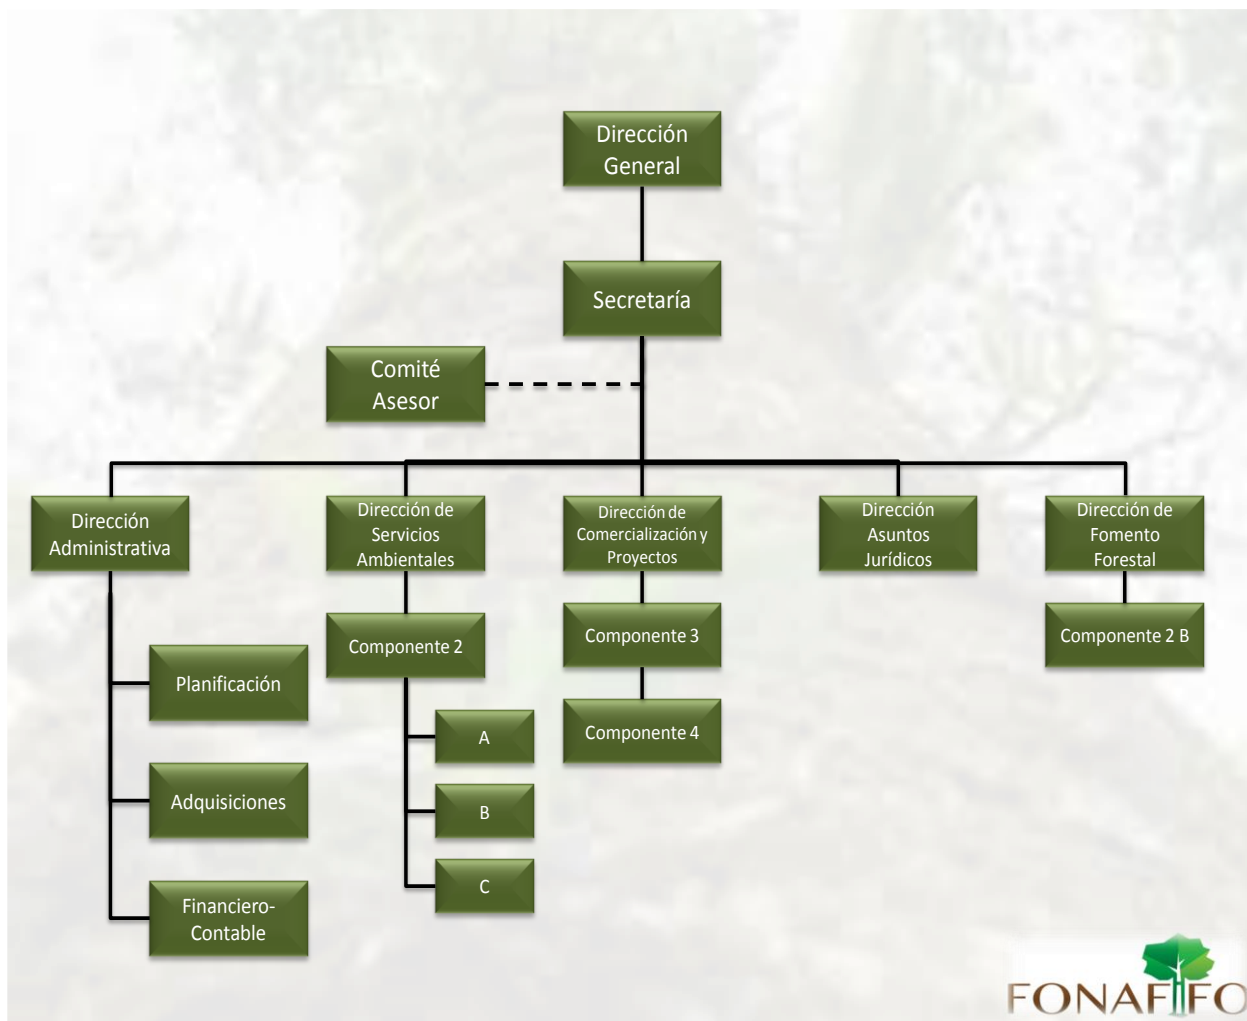 Dirección
General
Secretaría
Comité
Asesor
Dirección
Administrativa
Dirección de
Servicios
Ambientales
Dirección de
Comercialización y
Proyectos
Dirección
Asuntos
Jurídicos
Dirección de
Fomento
Forestal
Componente 2
Componente 3
Componente 2 B
Planificación
Componente 4
A
Adquisiciones
B
C
Financiero-
Contable
FONAFIFO